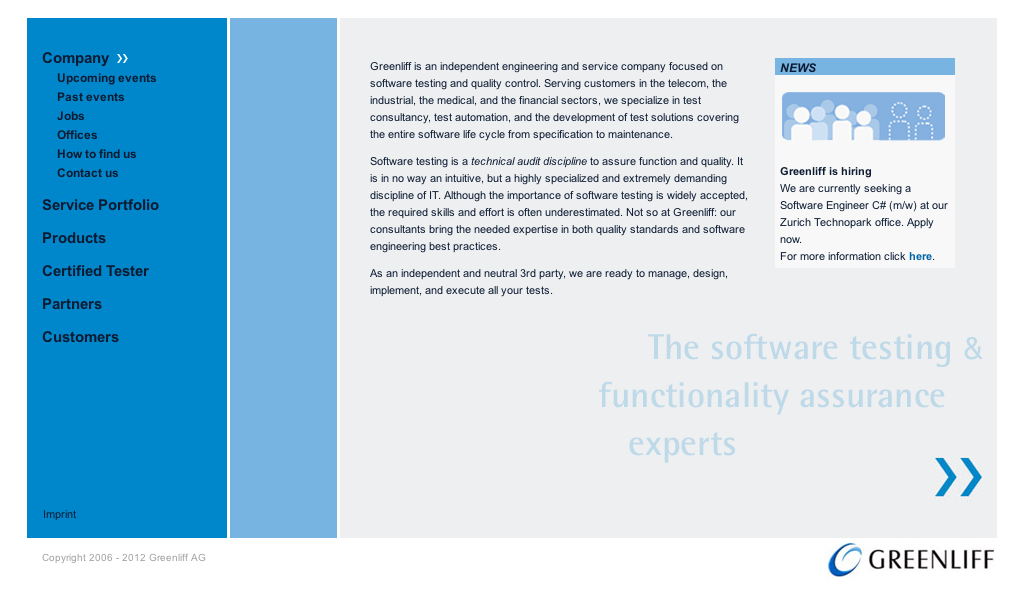 Company
Upcoming events
Past events
Jobs
Offices
How to find us
Contact us
Service Portfolio
Products
Certified Tester
Partners
Customers
Imprint
Greenliff is an independent engineering and service company focused on
software testing and quality control. Serving customers in the telecom, the
industrial, the medical, and the financial sectors, we specialize in test
consultancy, test automation, and the development of test solutions covering
the entire software life cycle from specification to maintenance.
Software testing is a technical audit discipline to assure function and quality. It
is in no way an intuitive, but a highly specialized and extremely demanding
discipline of IT. Although the importance of software testing is widely accepted,
the required skills and effort is often underestimated. Not so at Greenliff: our
consultants bring the needed expertise in both quality standards and software
engineering best practices.
As an independent and neutral 3rd party, we are ready to manage, design,
implement, and execute all your tests.
NEWS
Greenliff is hiring
We are currently seeking a
Software Engineer C# (m/w) at our
Zurich Technopark office. Apply
now.
For more information click here.
The software testing &
functionality assurance
experts
Copyright 2006 - 2012 Greenliff AG
GREENLIFF